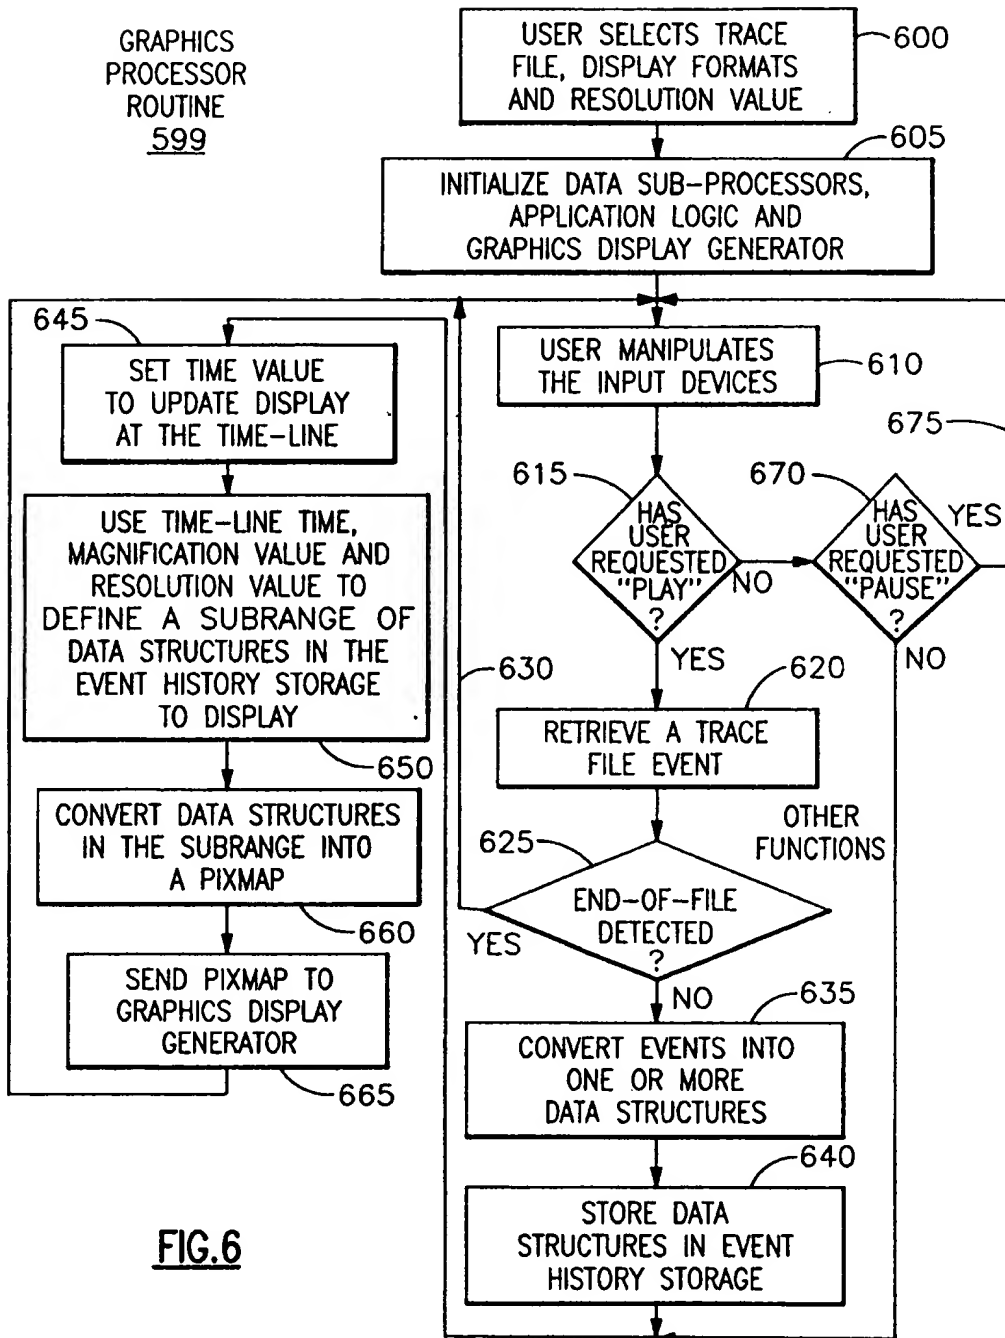 GRAPHICS
PROCESSOR
ROUTINE
599
USER SELECTS TRACE
FILE, DISPLAY FORMATS
AND RESOLUTION VALUE
600
605
INITIALIZE DATA SUB-PROCESSORS,
APPLICATION LOGIC AND
GRAPHICS DISPLAY GENERATOR
USER MANIPULATES
THE INPUT DEVICES
610
615
HAS
USER
REQUESTED
"PLAY"
?
NO
YES
670
675
HAS
USER
REQUESTED
"PAUSE"
?
YES
NO
620
RETRIEVE A TRACE
FILE EVENT
OTHER
FUNCTIONS
625
630
END-OF-FILE
DETECTED
?
YES
NO
635
CONVERT EVENTS INTO
ONE OR MORE
DATA STRUCTURES
640
STORE DATA
STRUCTURES IN EVENT
HISTORY STORAGE
645
SET TIME VALUE
TO UPDATE DISPLAY
AT THE TIME-LINE
USE TIME-LINE TIME,
MAGNIFICATION VALUE AND
RESOLUTION VALUE TO
DEFINE A SUBRANGE OF
DATA STRUCTURES IN THE
EVENT HISTORY STORAGE
TO DISPLAY
650
CONVERT DATA STRUCTURES
IN THE SUBRANGE INTO
A PIXMAP
660
SEND PIXMAP TO
GRAPHICS DISPLAY
GENERATOR
665
FIG.6